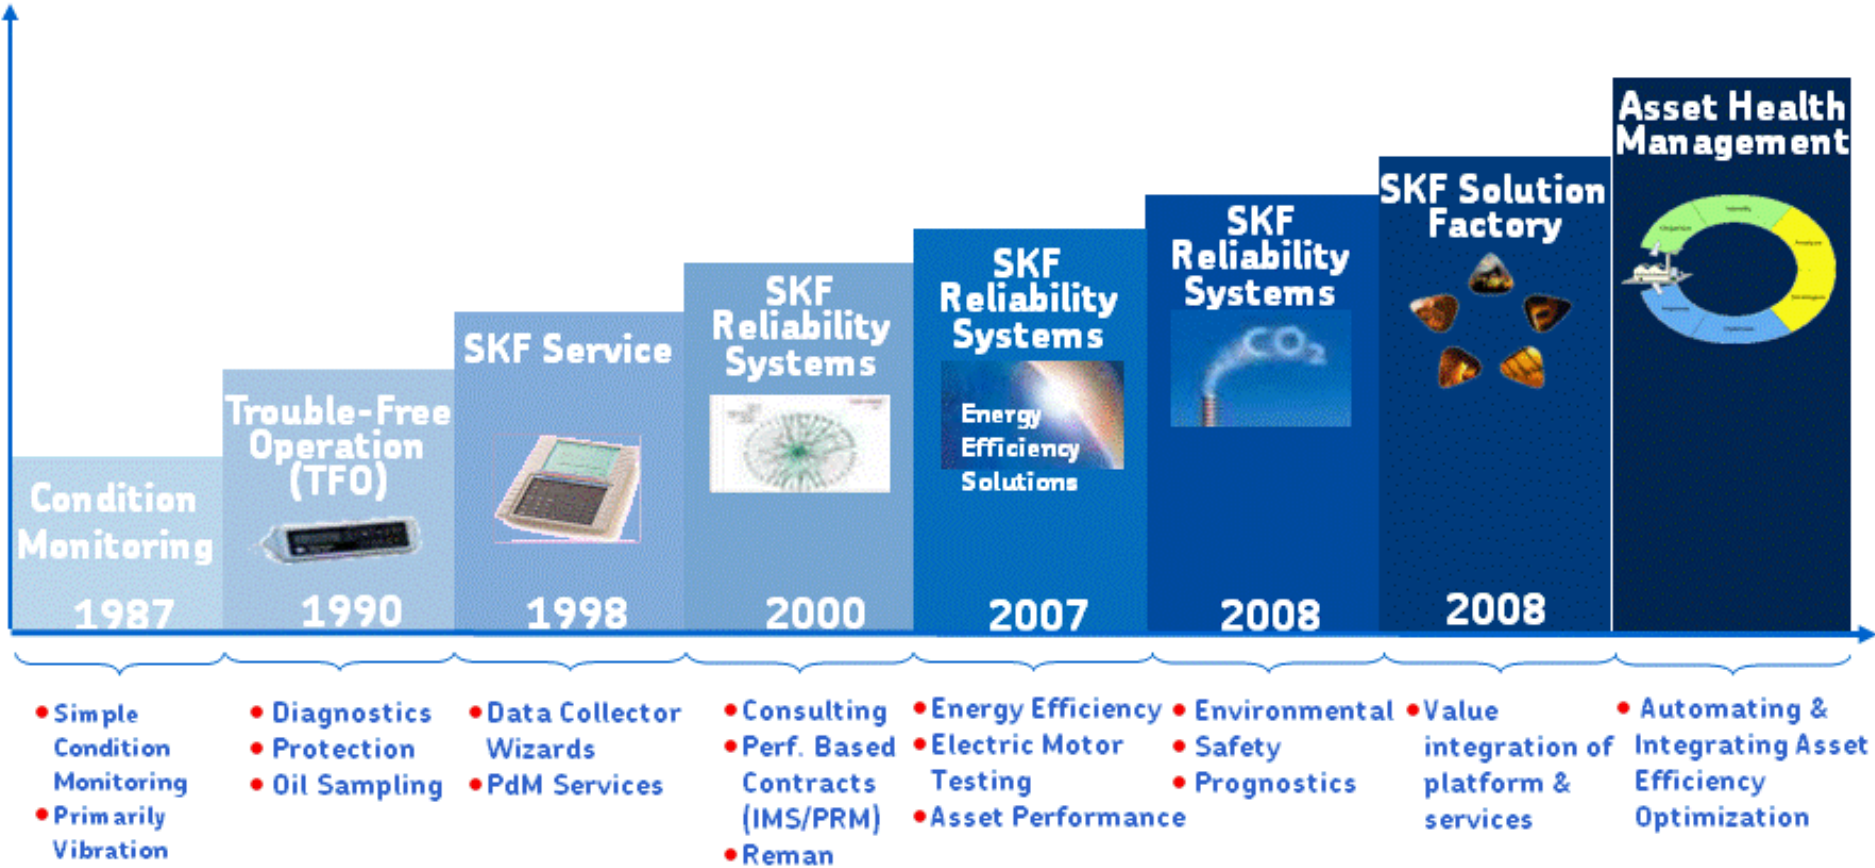 Condition
Monitoring
1987
Trouble-Free
Operation
(TFO)
1990
SKF Service
1998
SKF
Reliability
Systems
2000
SKF
Reliability
Systems
Energy
Efficiency
Solutions
2007
SKF
Reliability
Systems
CO2
2008
SKF Solution
Factory
2008
Asset Health
Management
Simple
Condition
Monitoring
Primarily
Vibration
Diagnostics
Protection
Oil Sampling
Data Collector
Wizards
PdM Services
Consulting
Perf. Based
Contracts
(IMS/PRM)
Reman
Energy Efficiency
Electric Motor
Testing
Asset Performance
Environmental
Safety
Prognostics
Value
integration of
platform &
services
Automating &
Integrating Asset
Efficiency
Optimization